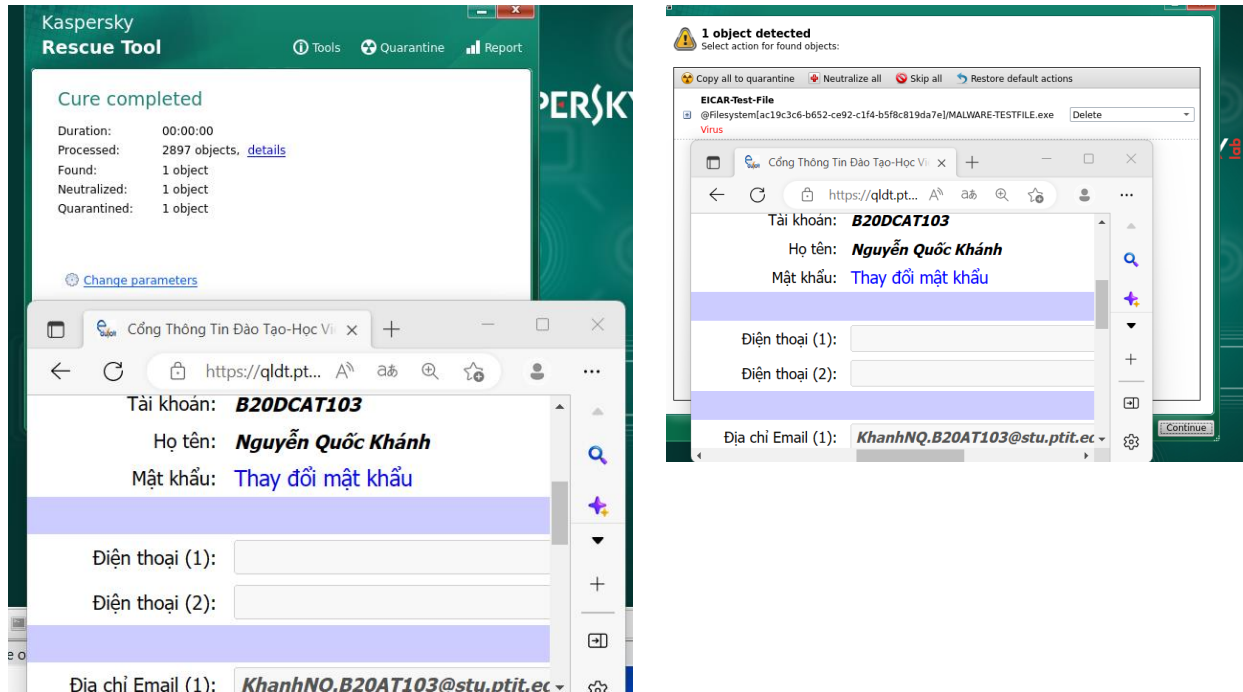 Kaspersky
Rescue Tool
Tools Quarantine Report
Cure completed
Duration: 00:00:00
Processed: 2897 objects, details
Found: 1 object
Neutralized: 1 object
Quarantined: 1 object
Change parameters
Cổng Thông Tin Đào Tạo-Học Vi
https://qldt.pt...
Tài khoản: B20DCAT103
Họ tên: Nguyễn Quốc Khánh
Mật khẩu: Thay đổi mật khẩu
Điện thoại (1):
Điện thoại (2):
Địa chỉ Email (1): KhanhNQ.B20AT103@stu.ptit.ec
PERSKY
e o
1 object detected
Select action for found objects:
Copy all to quarantine Neutralize all Skip all Restore default actions
EICAR-Test-File
@Filesystem[ac19c3c6-b652-ce92-c1f4-b5f8c819da7e]/MALWARE-TESTFILE.exe Delete
Virus
Cổng Thông Tin Đào Tạo-Học Vi
https://qldt.pt...
Tài khoản: B20DCAT103
Họ tên: Nguyễn Quốc Khánh
Mật khẩu: Thay đổi mật khẩu
Điện thoại (1):
Điện thoại (2):
Địa chỉ Email (1): KhanhNQ.B20AT103@stu.ptit.ec
Continue
lab